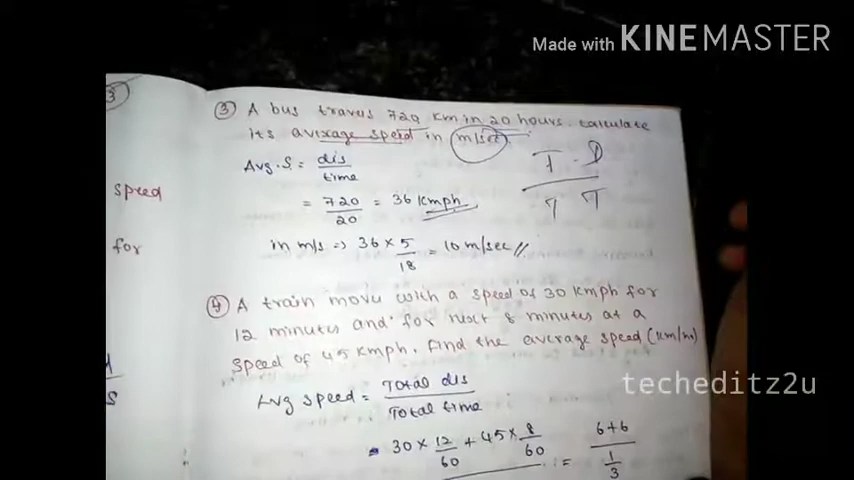 Made with KINEMASTER
3
③ A bus traves 720 km in 20 hours. calculate
its average speed in m/sec.
Avg.S. = dis
time
= 720 = 36 Kmph
20
T.D
T T
speed
for
in m/s => 36 × 5 = 10 m/sec //
18
④ A train move with a speed of 30 kmph for
12 minutes and for next 8 minutes at a
speed of 45 kmph. Find the average speed (km/hr)
techeditz2u
Avg speed = Total dis
Total time
= 30 × 12 + 45 × 8 = 6+6
60 60 1
3